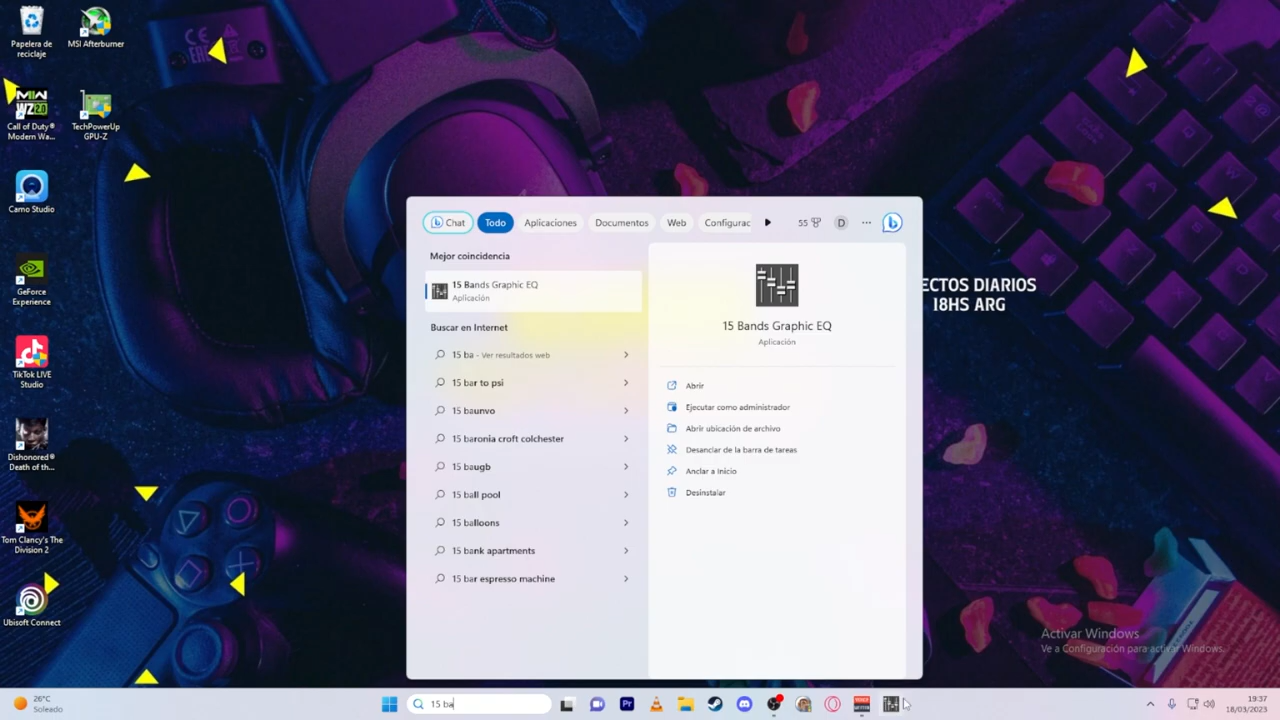 Papelera de
reciclaje
MSI Afterburner
MW
WZ2.0
Call of Duty®
Modern Wa...
TechPowerUp
GPU-Z
Camo Studio
GeForce
Experience
TikTok LIVE
Studio
Dishonored®
Death of th...
Tom Clancy's The
Division 2
Ubisoft Connect
Chat
Todo
Aplicaciones
Documentos
Web
Configurac
55
D
Mejor coincidencia
15 Bands Graphic EQ
Aplicación
Buscar en Internet
15 ba - Ver resultados web
15 bar to psi
15 baunvo
15 baronia croft colchester
15 baugb
15 ball pool
15 balloons
15 bank apartments
15 bar espresso machine
15 Bands Graphic EQ
Aplicación
Abrir
Ejecutar como administrador
Abrir ubicación de archivo
Desanclar de la barra de tareas
Anclar a Inicio
Desinstalar
ECTOS DIARIOS
18HS ARG
Activar Windows
Ve a Configuración para activar Windows.
26°C
Soleado
15 ba
Pr
19:37
18/03/2023